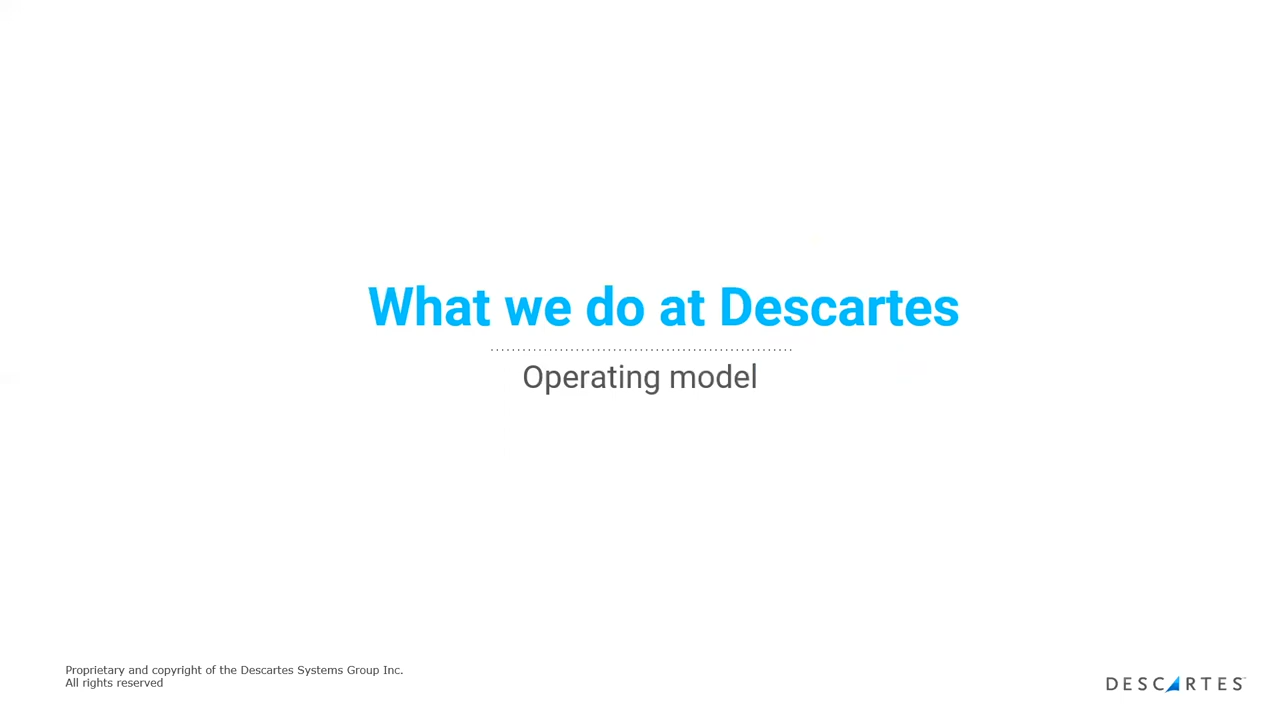 What we do at Descartes
Operating model
Proprietary and copyright of the Descartes Systems Group Inc.
All rights reserved
DESCARTES